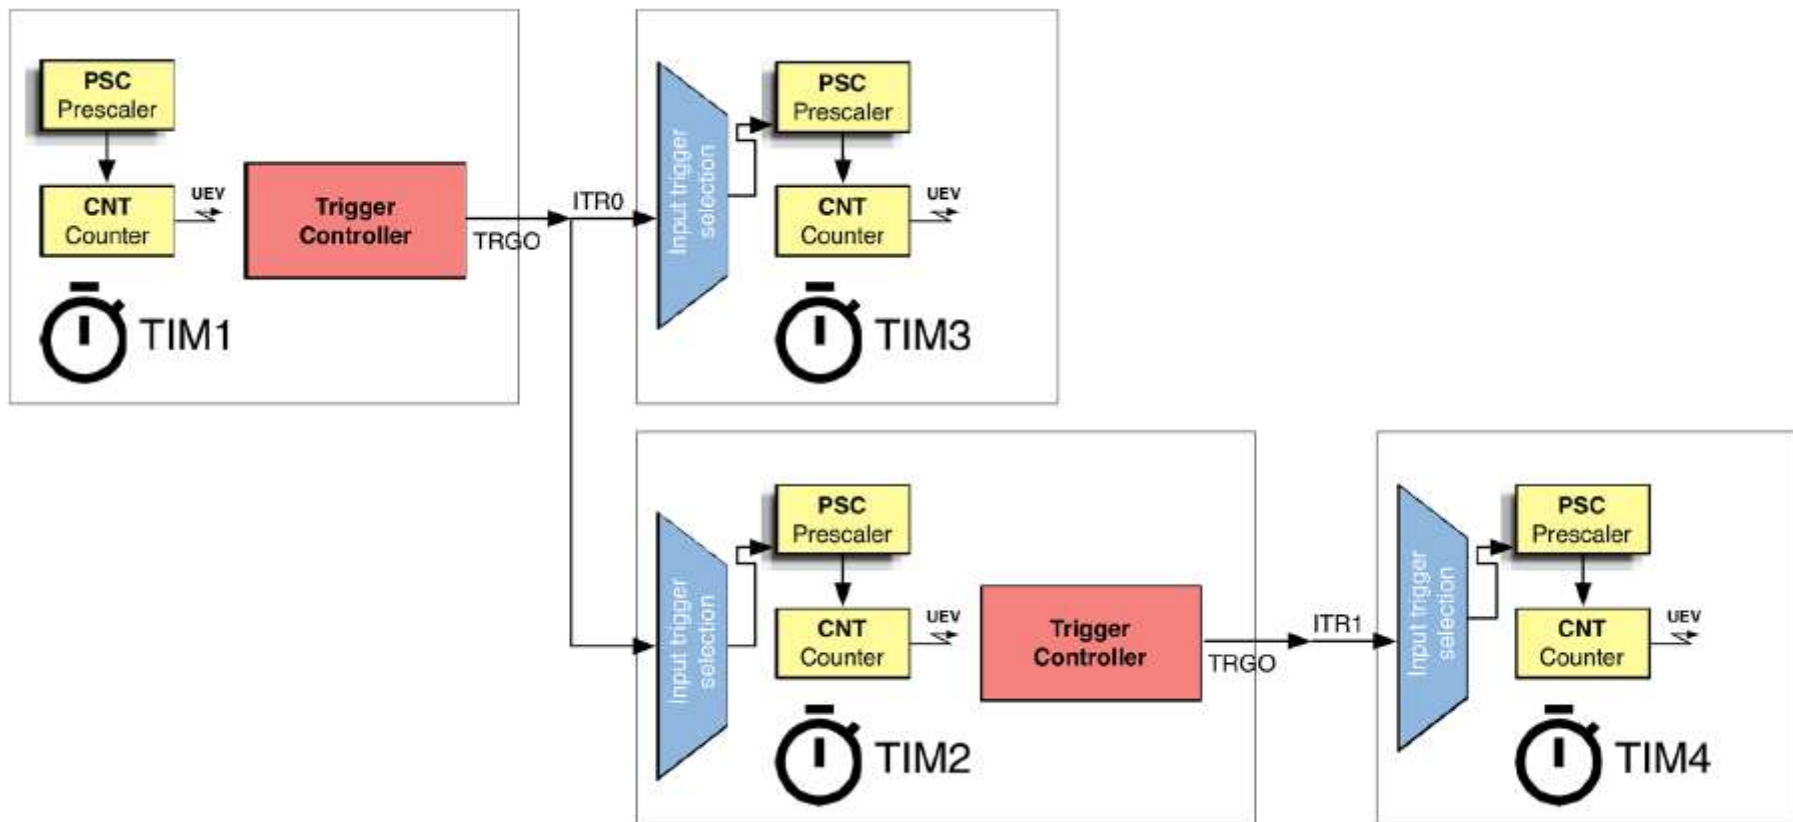 PSC
Prescaler
CNT
Counter
UEV
Trigger
Controller
TRGO
TIM1
ITR0
Input trigger
selection
PSC
Prescaler
CNT
Counter
UEV
TIM3
Input trigger
selection
PSC
Prescaler
CNT
Counter
UEV
Trigger
Controller
TRGO
TIM2
ITR1
Input trigger
selection
PSC
Prescaler
CNT
Counter
UEV
TIM4